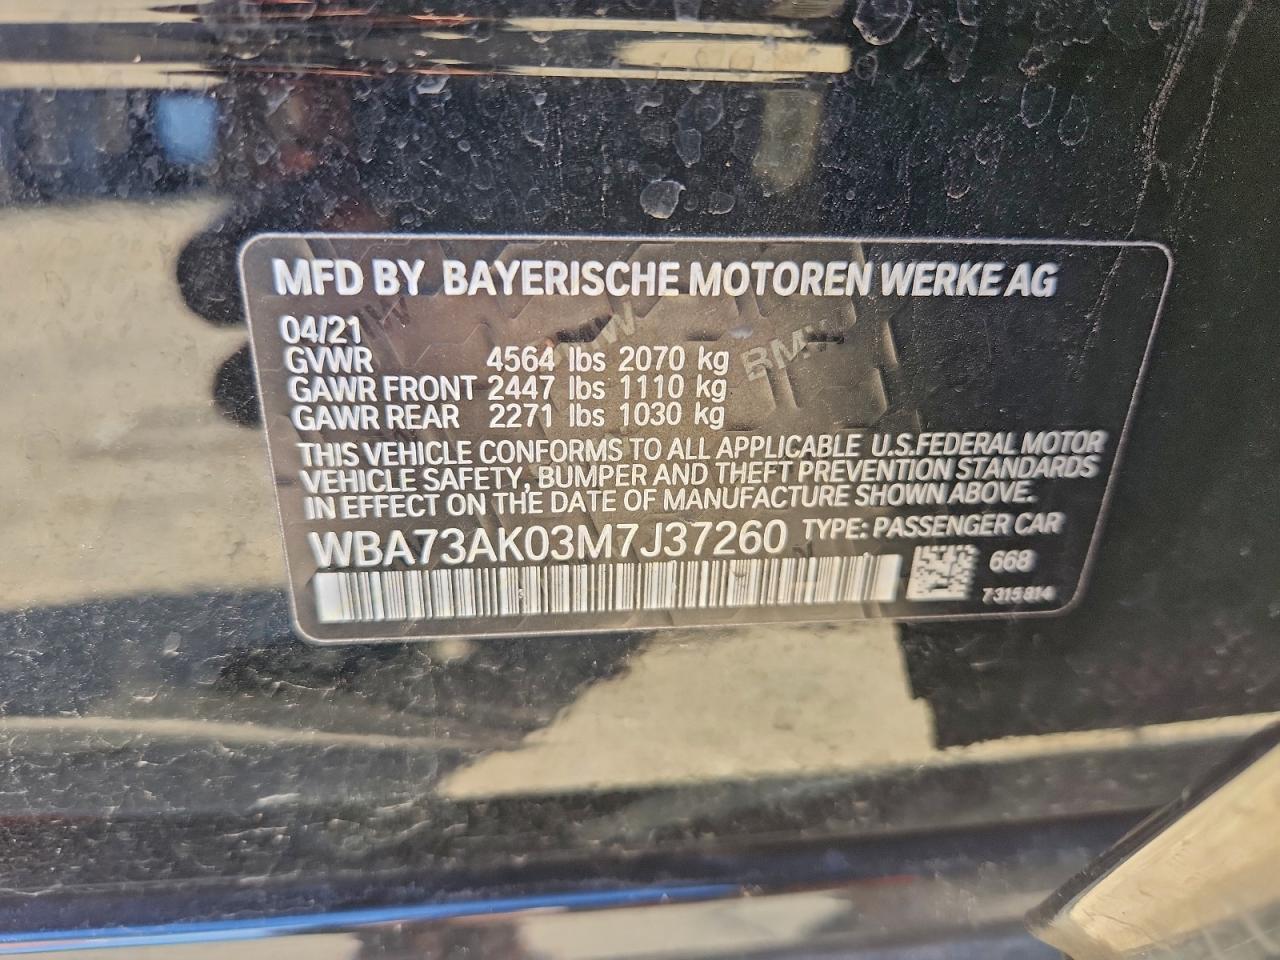 MFD BY BAYERISCHE MOTOREN WERKE AG
04/21
GVWR 4564 lbs 2070 kg
GAWR FRONT 2447 lbs 1110 kg
GAWR REAR 2271 lbs 1030 kg
THIS VEHICLE CONFORMS TO ALL APPLICABLE U.S.FEDERAL MOTOR
VEHICLE SAFETY, BUMPER AND THEFT PREVENTION STANDARDS
IN EFFECT ON THE DATE OF MANUFACTURE SHOWN ABOVE.
WBA73AK03M7J37260 TYPE: PASSENGER CAR
668
7315814
BMW